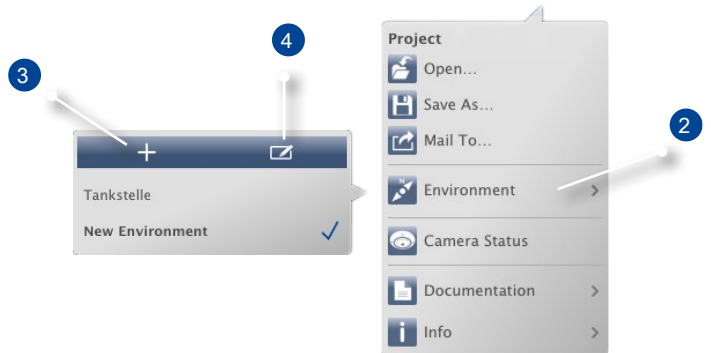 3
4
Tankstelle
New Environment
Project
Open...
Save As...
Mail To...
2
N
Environment
Camera Status
Documentation
i Info